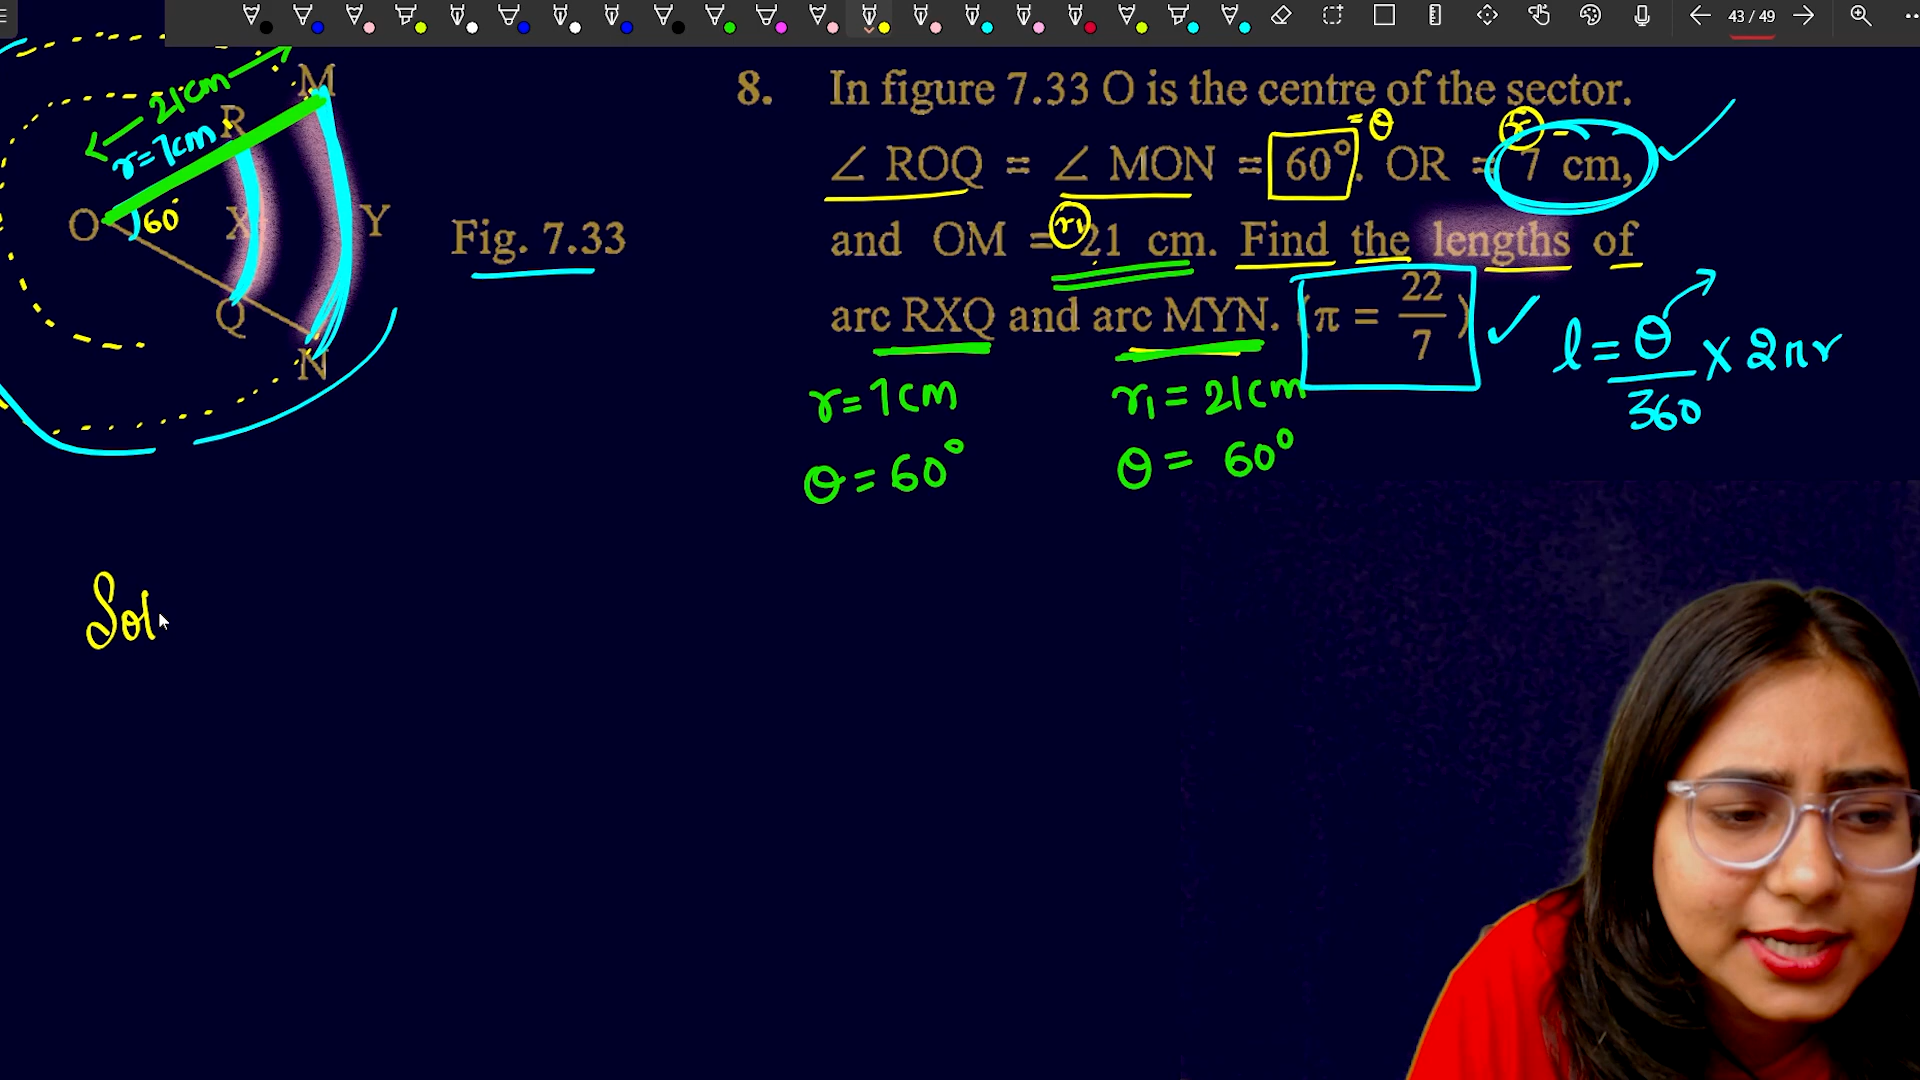 43 / 49
21cm
r=7cm
M
R
O
60°
X
Y
Q
N
Fig. 7.33
8. In figure 7.33 O is the centre of the sector.
= θ
r
∠ ROQ = ∠ MON = 60°. OR = 7 cm,
r₁
and OM = 21 cm. Find the lengths of
arc RXQ and arc MYN. (π = 22/7)
l = θ/360 × 2πr
r = 7cm
θ = 60°
r₁ = 21cm
θ = 60°
Sol